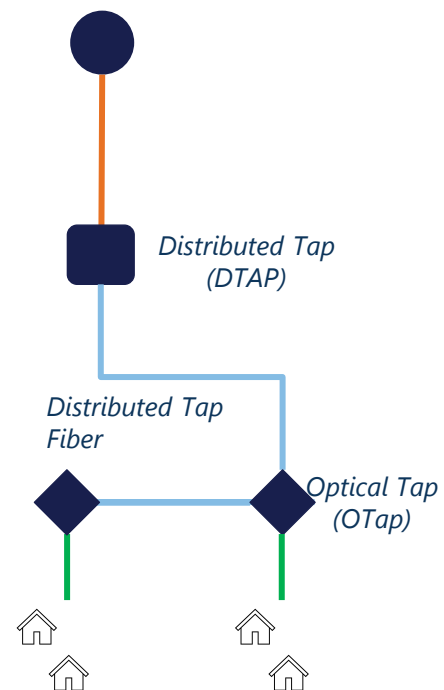 Distributed Tap
(DTAP)
Distributed Tap
Fiber
Optical Tap
(OTap)